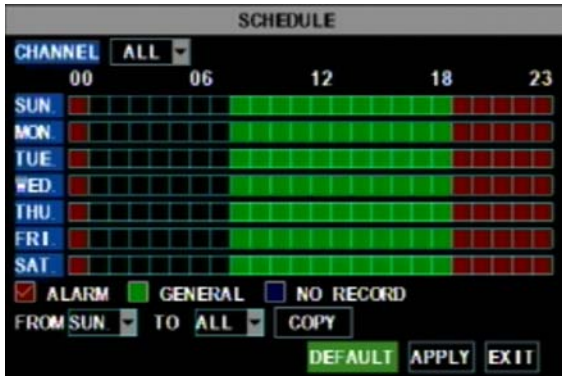 SCHEDULE
CHANNEL ALL
00 06 12 18 23
SUN.
MON.
TUE.
WED.
THU.
FRI.
SAT.
ALARM GENERAL NO RECORD
FROM SUN. TO ALL COPY
DEFAULT APPLY EXIT